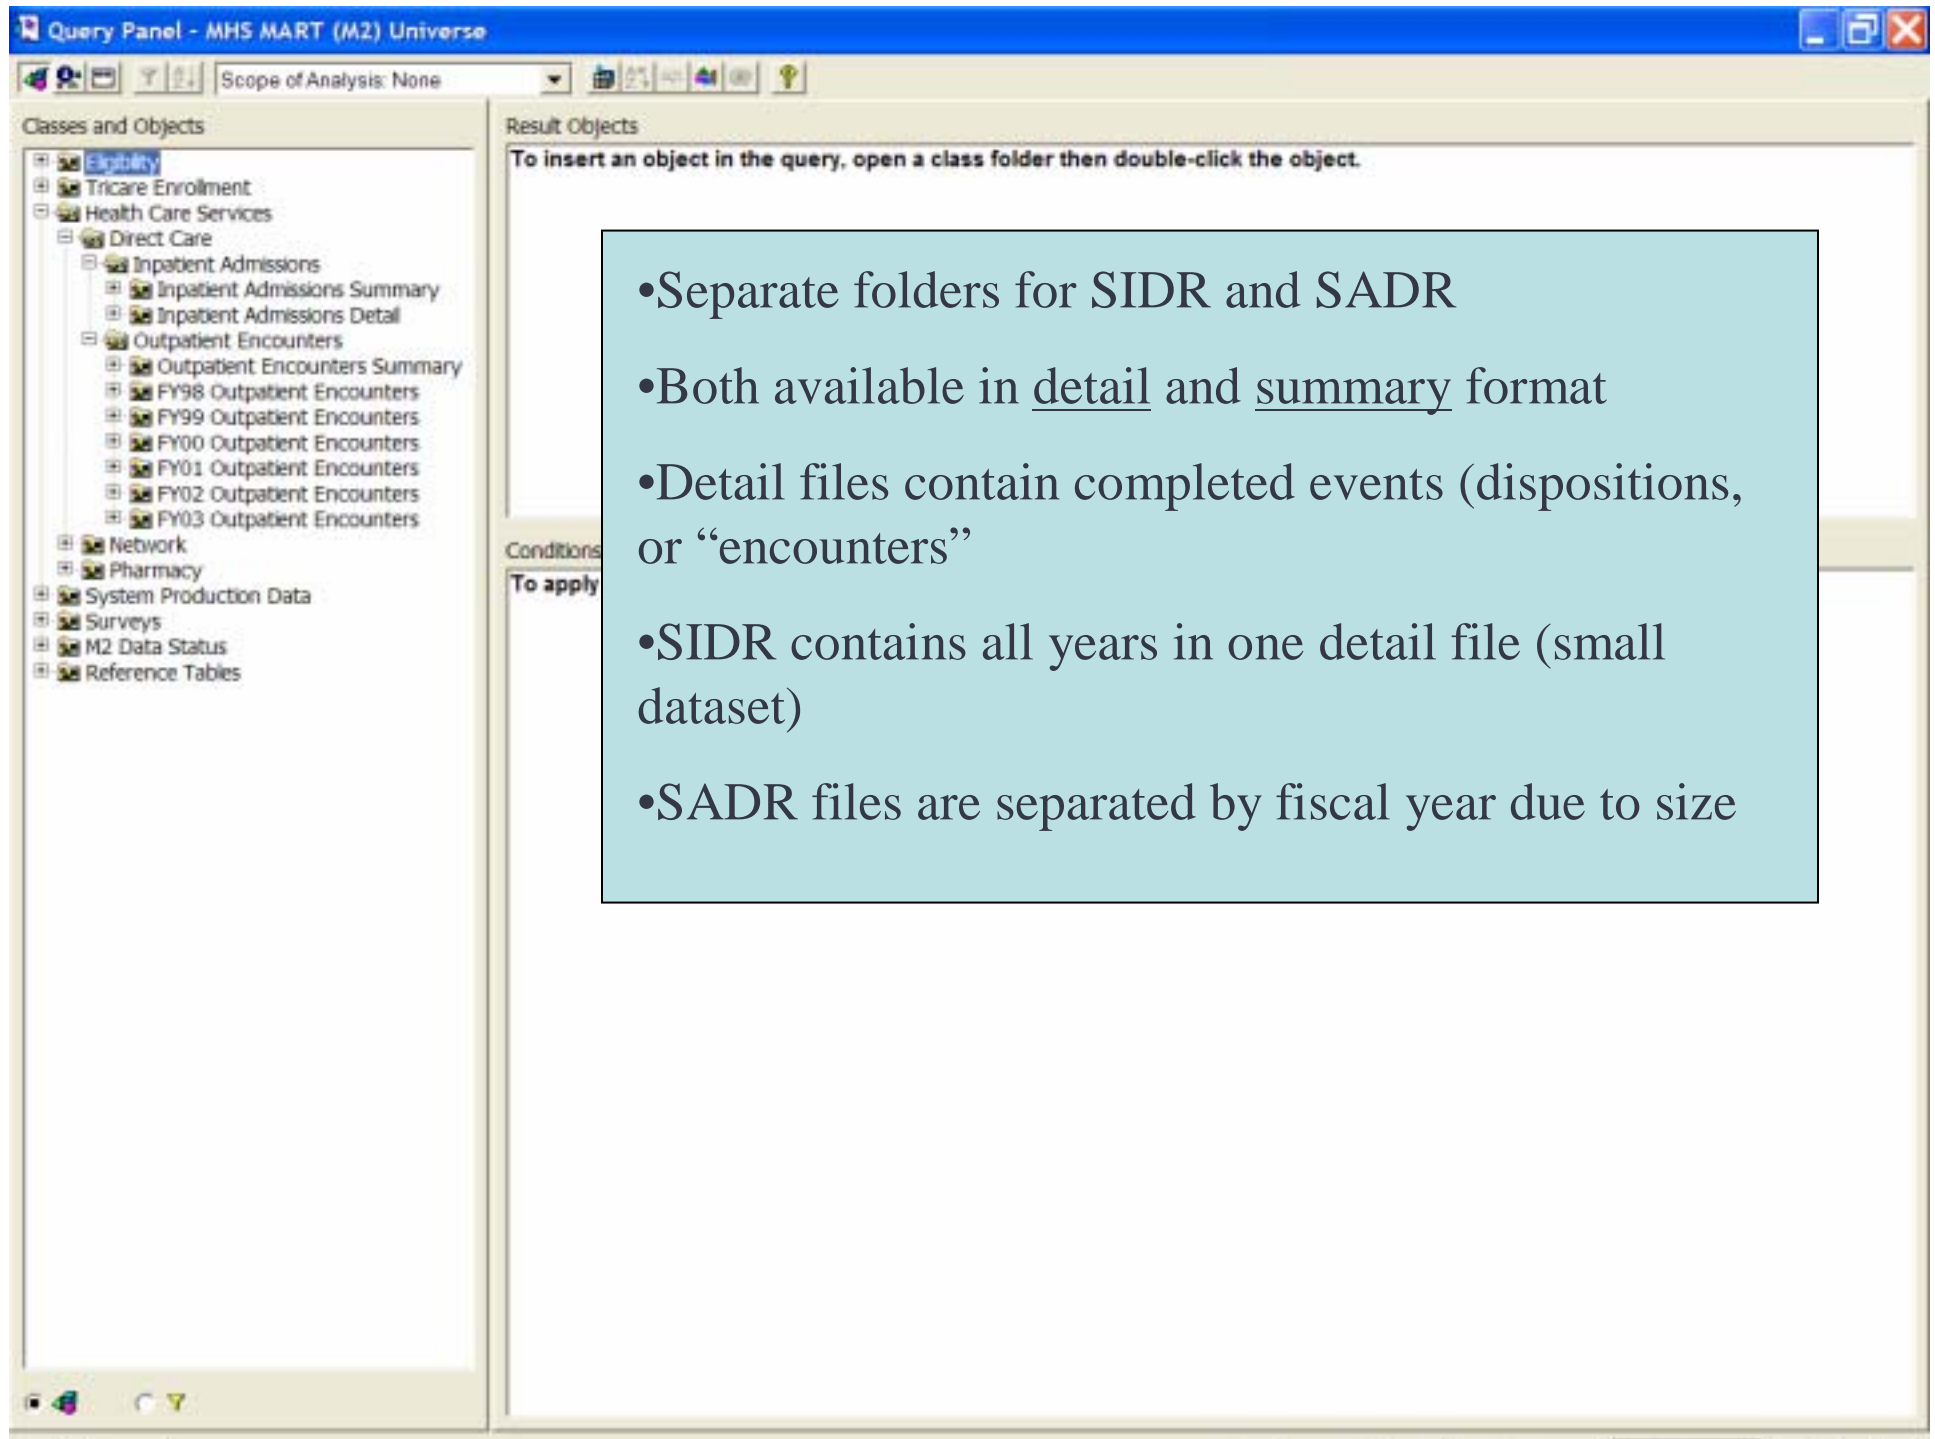 Query Panel - MHS MART (M2) Universe
Scope of Analysis: None
Classes and Objects
Eligibility
Tricare Enrollment
Health Care Services
Direct Care
Inpatient Admissions
Inpatient Admissions Summary
Inpatient Admissions Detail
Outpatient Encounters
Outpatient Encounters Summary
FY98 Outpatient Encounters
FY99 Outpatient Encounters
FY00 Outpatient Encounters
FY01 Outpatient Encounters
FY02 Outpatient Encounters
FY03 Outpatient Encounters
Network
Pharmacy
System Production Data
Surveys
M2 Data Status
Reference Tables
Result Objects
To insert an object in the query, open a class folder then double-click the object.
Conditions
To apply
•Separate folders for SIDR and SADR
•Both available in detail and summary format
•Detail files contain completed events (dispositions,
or “encounters”
•SIDR contains all years in one detail file (small
dataset)
•SADR files are separated by fiscal year due to size